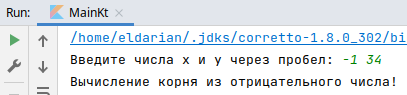 Run: MainKt
/home/eldarian/.jdks/corretto-1.8.0_302/bi
Введите числа x и y через пробел: -1 34
Вычисление корня из отрицательного числа!